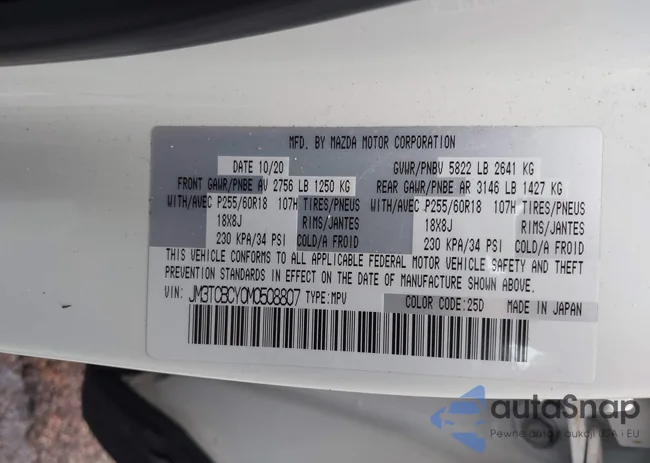 MFD. BY MAZDA MOTOR CORPORATION
DATE 10/20 GVWR/PNBV 5822 LB 2641 KG
FRONT GAWR/PNBE AV 2756 LB 1250 KG REAR GAWR/PNBE AR 3146 LB 1427 KG
WITH/AVEC P255/60R18 107H TIRES/PNEUS WITH/AVEC P255/60R18 107H TIRES/PNEUS
18X8J RIMS/JANTES 18X8J RIMS/JANTES
230 KPA/34 PSI COLD/A FROID 230 KPA/34 PSI COLD/A FROID
THIS VEHICLE CONFORMS TO ALL APPLICABLE FEDERAL MOTOR VEHICLE SAFETY AND THEFT
PREVENTION STANDARDS IN EFFECT ON THE DATE OF MANUFACTURE SHOWN ABOVE.
VIN: JM3TCBCY0M0508807 TYPE:MPV COLOR CODE:25D MADE IN JAPAN
autoSnap
Pewne auto z aukcji USA i EU